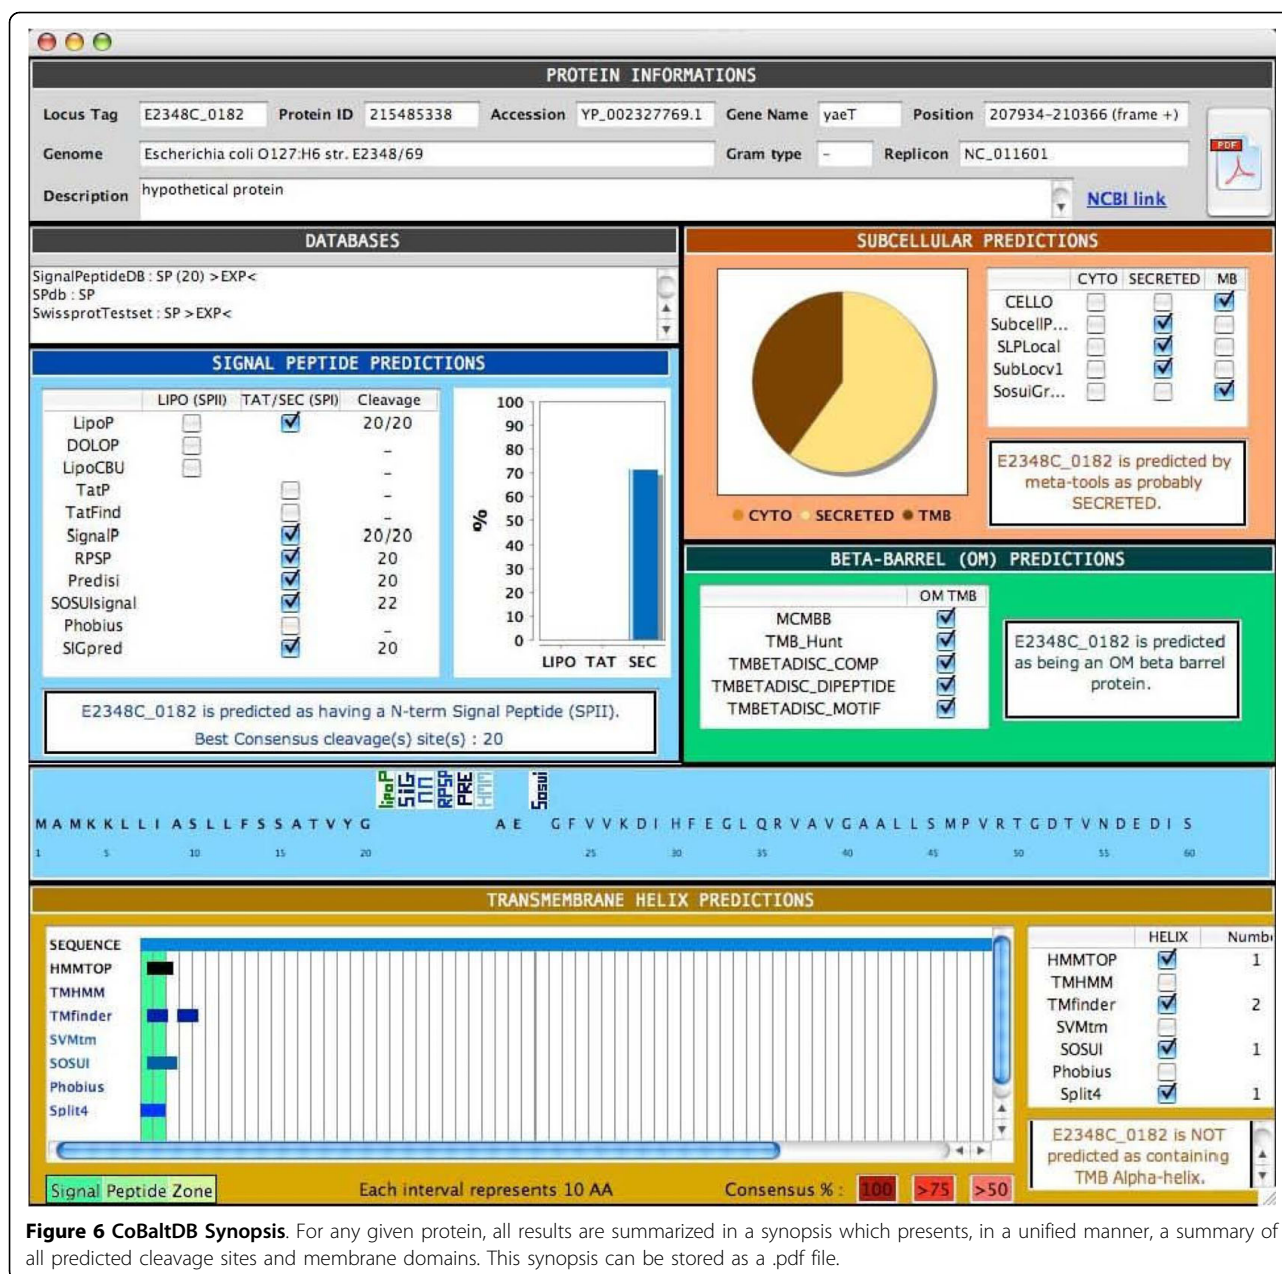 PROTEIN INFORMATIONS
Locus Tag E2348C_0182 Protein ID 215485338 Accession YP_002327769.1 Gene Name yaeT Position 207934-210366 (frame +)
Genome Escherichia coli O127:H6 str. E2348/69 Gram type - Replicon NC_011601
PDF
Description hypothetical protein NCBI link
DATABASES
SignalPeptideDB : SP (20) >EXP<
SPdb : SP
SwissprotTestset : SP >EXP<
SIGNAL PEPTIDE PREDICTIONS
LIPO (SPII) TAT/SEC (SPI) Cleavage
LipoP 20/20
DOLOP -
LipoCBU -
TatP -
TatFind -
SignalP 20/20
RPSP 20
Predisi 20
SOSUIsignal 22
Phobius -
SIGpred 20
100
90
80
70
60
50
40
30
20
10
0
%
LIPO TAT SEC
E2348C_0182 is predicted as having a N-term Signal Peptide (SPII).
Best Consensus cleavage(s) site(s) : 20
SUBCELLULAR PREDICTIONS
CYTO SECRETED TMB
CYTO SECRETED MB
CELLO
SubcellP...
SLPLocal
SubLocv1
SosuiGr...
E2348C_0182 is predicted by
meta-tools as probably
SECRETED.
BETA-BARREL (OM) PREDICTIONS
OM TMB
MCMBB
TMB_Hunt
TMBETADISC_COMP
TMBETADISC_DIPEPTIDE
TMBETADISC_MOTIF
E2348C_0182 is predicted
as being an OM beta barrel
protein.
lipoP SIG NN RPSP PRE HMM Sosui
M A M K K L L I A S L L F S S A T V Y G A E G F V V K D I H F E G L Q R V A V G A A L L S M P V R T G D T V N D E D I S
1 5 10 15 20 25 30 35 40 45 50 55 60
TRANSMEMBRANE HELIX PREDICTIONS
SEQUENCE
HMMTOP
TMHMM
TMfinder
SVMtm
SOSUI
Phobius
Split4
HELIX Numb
HMMTOP 1
TMHMM
TMfinder 2
SVMtm
SOSUI 1
Phobius
Split4 1
E2348C_0182 is NOT
predicted as containing
TMB Alpha-helix.
Signal Peptide Zone Each interval represents 10 AA Consensus % : 100 >75 >50
Figure 6 CoBaltDB Synopsis. For any given protein, all results are summarized in a synopsis which presents, in a unified manner, a summary of
all predicted cleavage sites and membrane domains. This synopsis can be stored as a .pdf file.